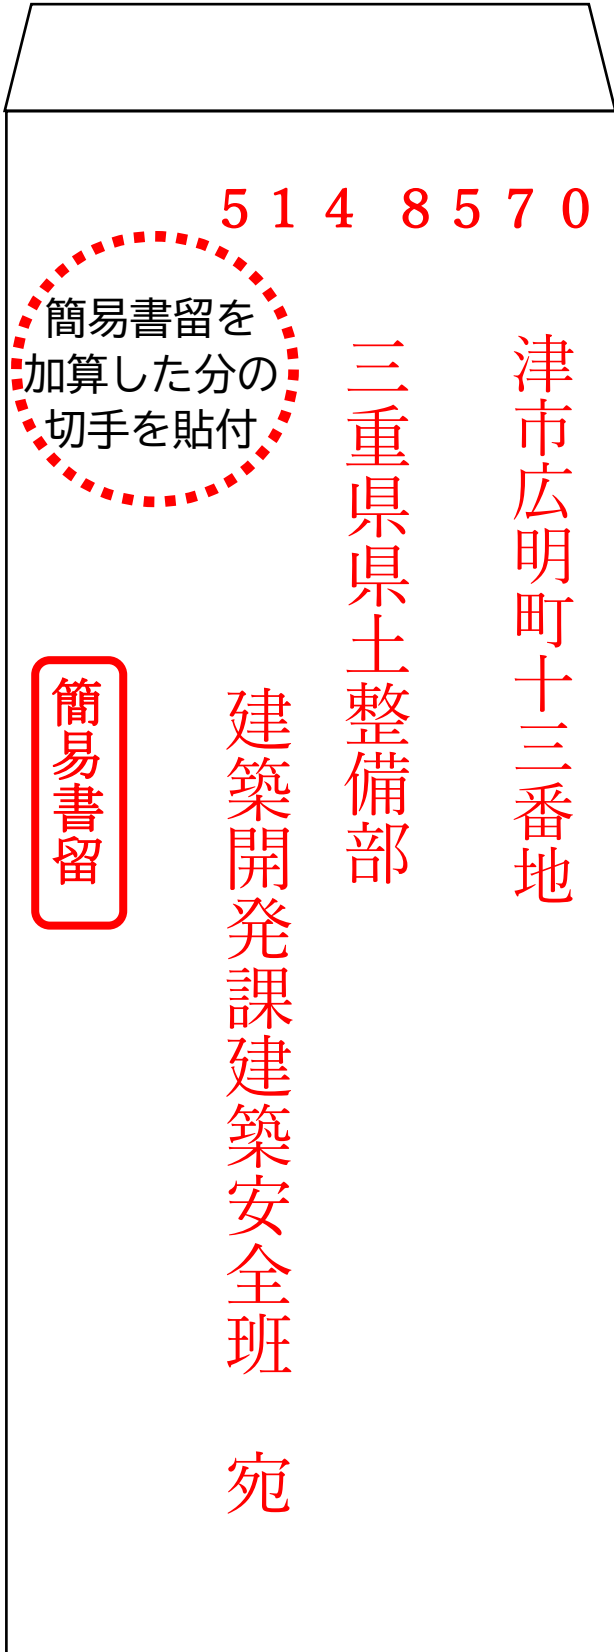 ５１４　８５７０
津市広明町十三番地
三重県県土整備部
建築開発課建築安全班　宛
簡易書留を
加算した分の
切手を貼付
簡易書留